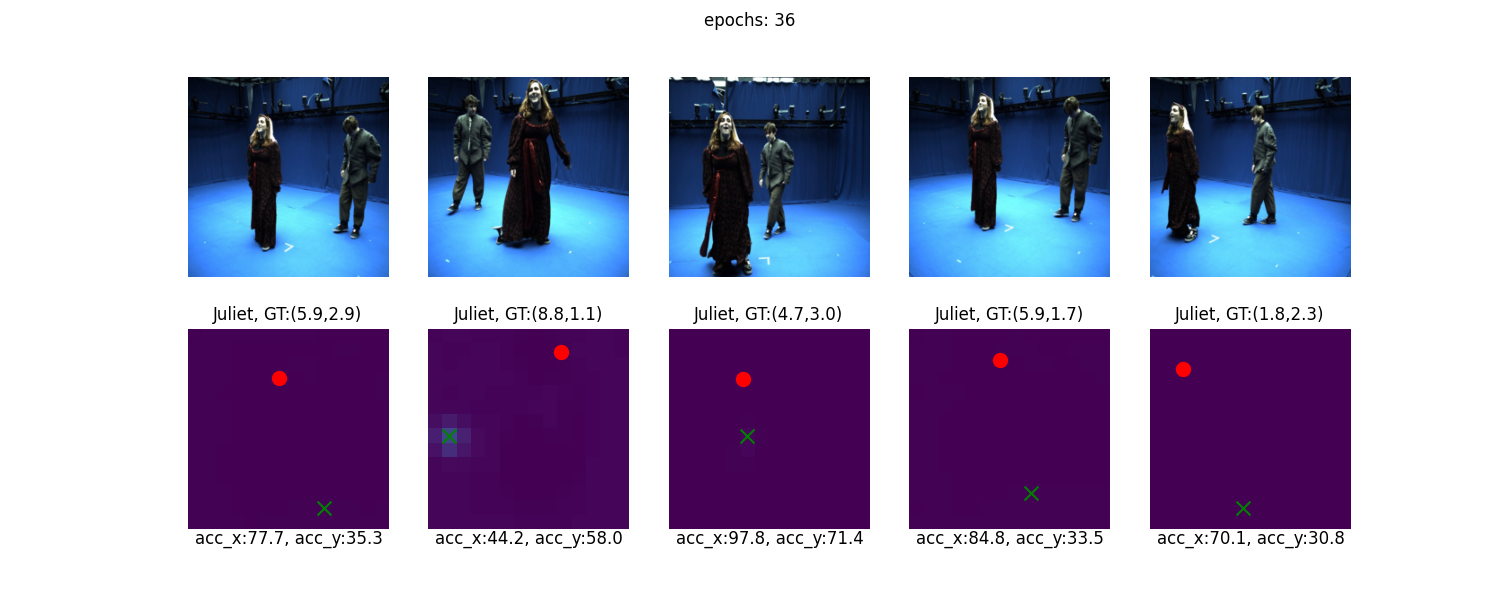 epochs: 36
Juliet, GT:(5.9,2.9)
Juliet, GT:(8.8,1.1)
Juliet, GT:(4.7,3.0)
Juliet, GT:(5.9,1.7)
Juliet, GT:(1.8,2.3)
acc_x:77.7, acc_y:35.3
acc_x:44.2, acc_y:58.0
acc_x:97.8, acc_y:71.4
acc_x:84.8, acc_y:33.5
acc_x:70.1, acc_y:30.8